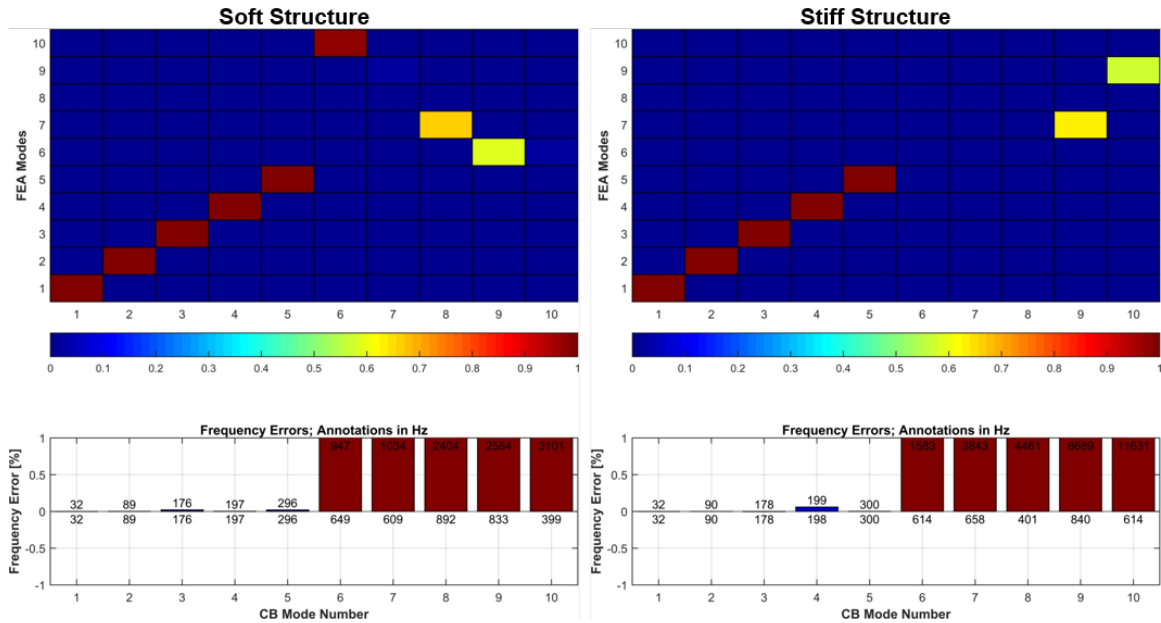 Soft Structure
10
9
8
7
6
5
4
3
2
1
FEA Modes
1 2 3 4 5 6 7 8 9 10
0 0.1 0.2 0.3 0.4 0.5 0.6 0.7 0.8 0.9 1
Frequency Errors; Annotations in Hz
1
0.5
0
-0.5
-1
Frequency Error [%]
32 89 176 197 296 947 1034 2404 2584 3101
32 89 176 197 296 649 609 892 833 399
1 2 3 4 5 6 7 8 9 10
CB Mode Number
Stiff Structure
10
9
8
7
6
5
4
3
2
1
FEA Modes
1 2 3 4 5 6 7 8 9 10
0 0.1 0.2 0.3 0.4 0.5 0.6 0.7 0.8 0.9 1
Frequency Errors; Annotations in Hz
1
0.5
0
-0.5
-1
Frequency Error [%]
32 90 178 199 300 1583 3843 4461 8689 11831
32 90 178 198 300 614 658 401 840 614
1 2 3 4 5 6 7 8 9 10
CB Mode Number